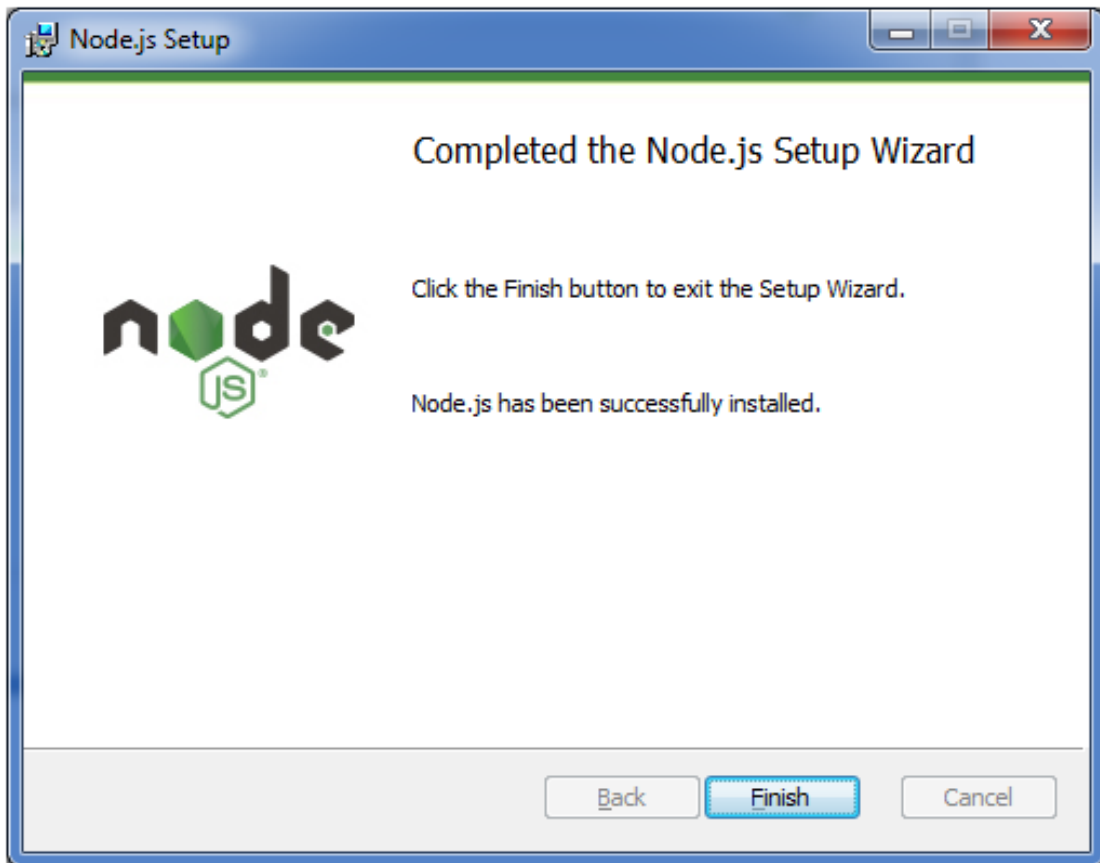 Node.js Setup
Completed the Node.js Setup Wizard
Click the Finish button to exit the Setup Wizard.
node
JS®
Node.js has been successfully installed.
Back Finish Cancel